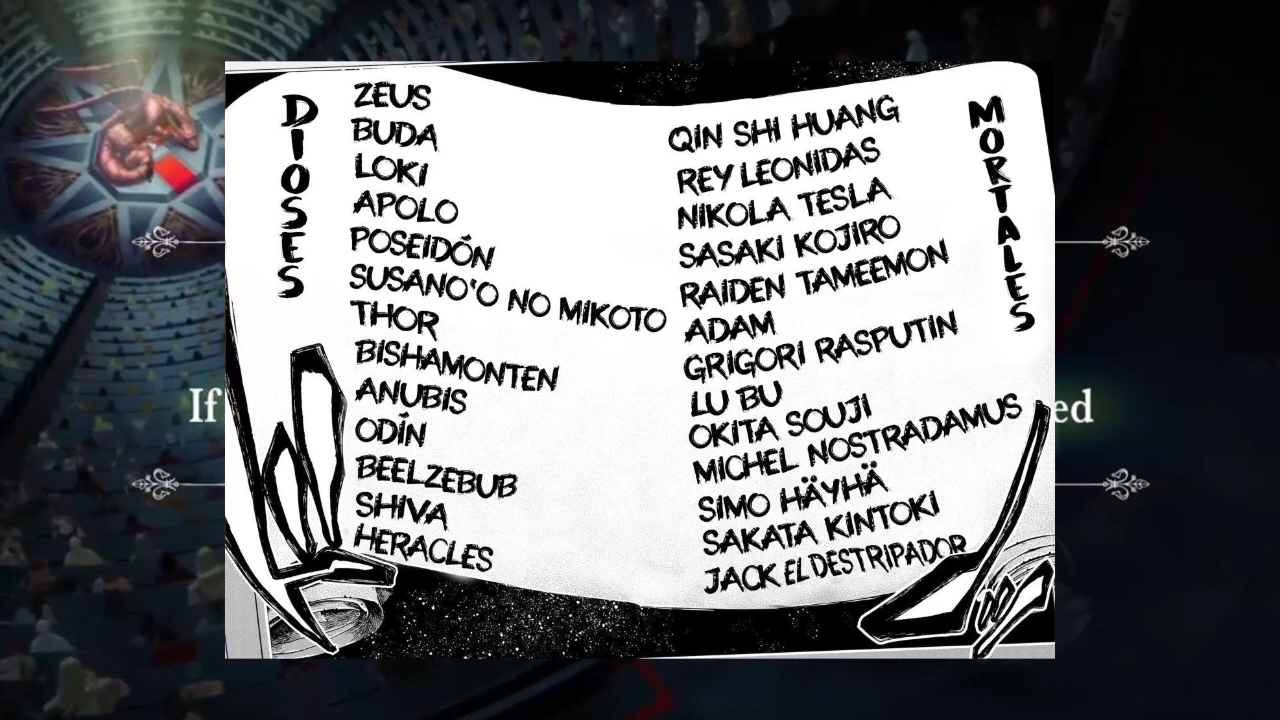 DIOSES
ZEUS
BUDA
LOKI
APOLO
POSEIDÓN
SUSANO'O NO MIKOTO
THOR
BISHAMONTEN
ANUBIS
ODÍN
BEELZEBUB
SHIVA
HERACLES
MORTALES
QIN SHI HUANG
REY LEONIDAS
NIKOLA TESLA
SASAKI KOJIRO
RAIDEN TAMEEMON
ADAM
GRIGORI RASPUTIN
LU BU
OKITA SOUJI
MICHEL NOSTRADAMUS
SIMO HÄYHÄ
SAKATA KINTOKI
JACK EL DESTRIPADOR
If